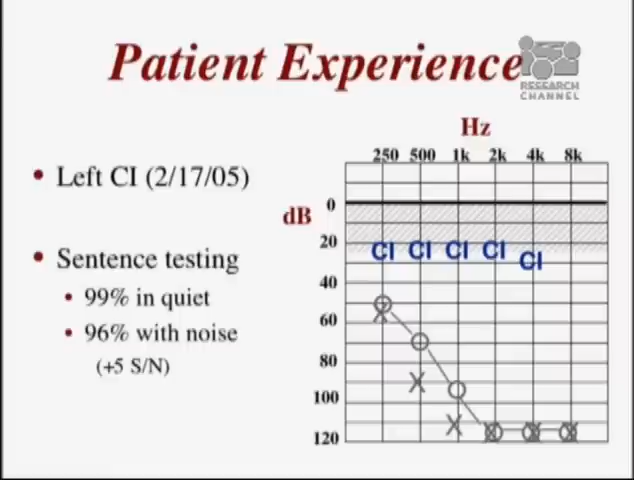 Patient Experience
RESEARCH
CHANNEL
• Left CI (2/17/05)
• Sentence testing
• 99% in quiet
• 96% with noise
(+5 S/N)
Hz
250 500 1k 2k 4k 8k
dB
0
20
40
60
80
100
120
CI CI CI CI CI
O O O O O O
X X X X X X